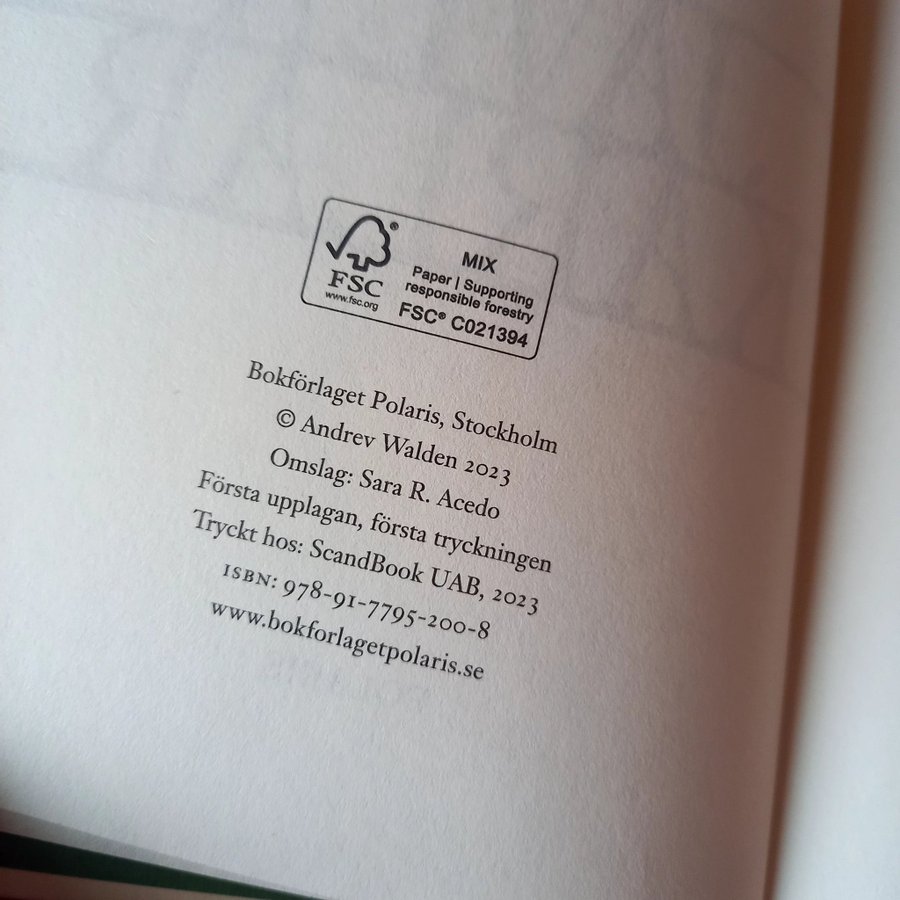 MIX
Paper | Supporting
responsible forestry
FSC® C021394
®
FSC
www.fsc.org
Bokförlaget Polaris, Stockholm
© Andrev Walden 2023
Omslag: Sara R. Acedo
Första upplagan, första tryckningen
Tryckt hos: ScandBook UAB, 2023
ISBN: 978-91-7795-200-8
www.bokforlagetpolaris.se